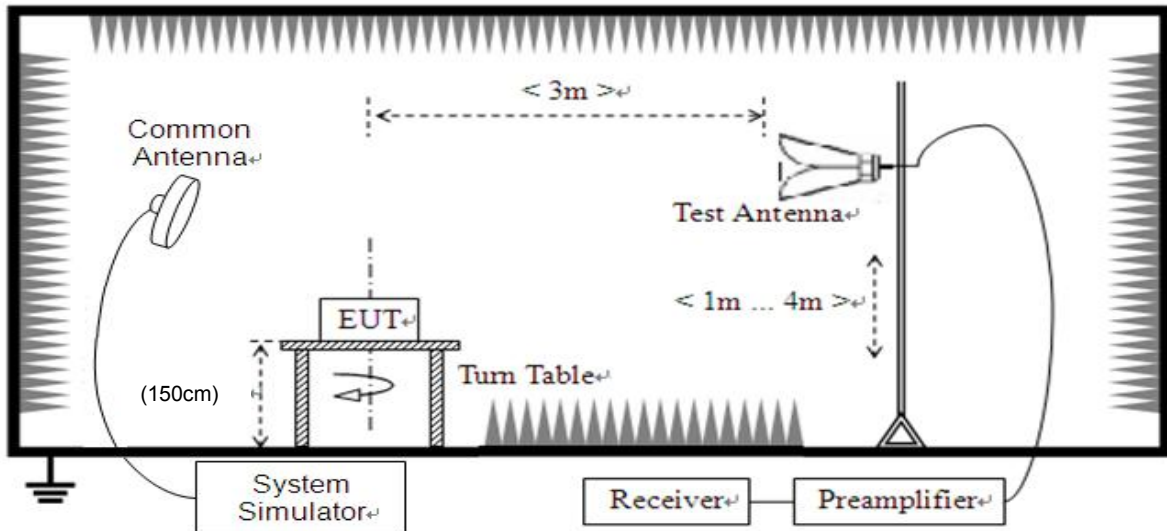 < 3m >
Common
Antenna
Test Antenna
< 1m ... 4m >
EUT
Turn Table
(150cm)
System
Simulator
Receiver
Preamplifier